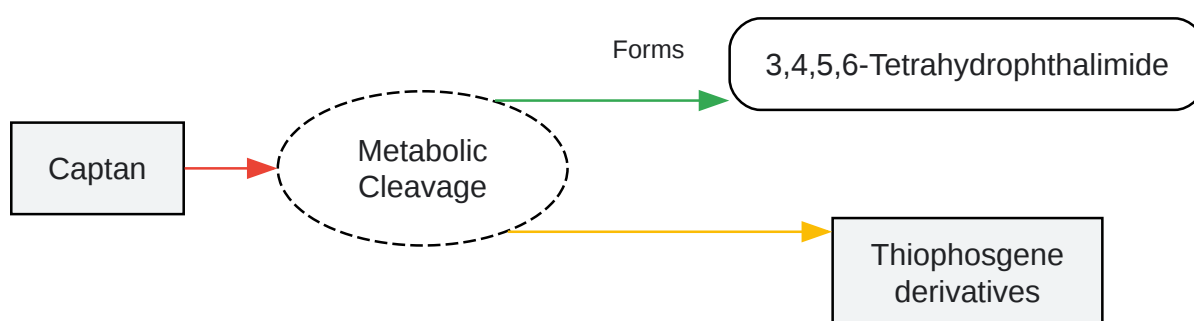 Captan
Metabolic
Cleavage
Forms
3,4,5,6-Tetrahydrophthalimide
Thiophosgene
derivatives